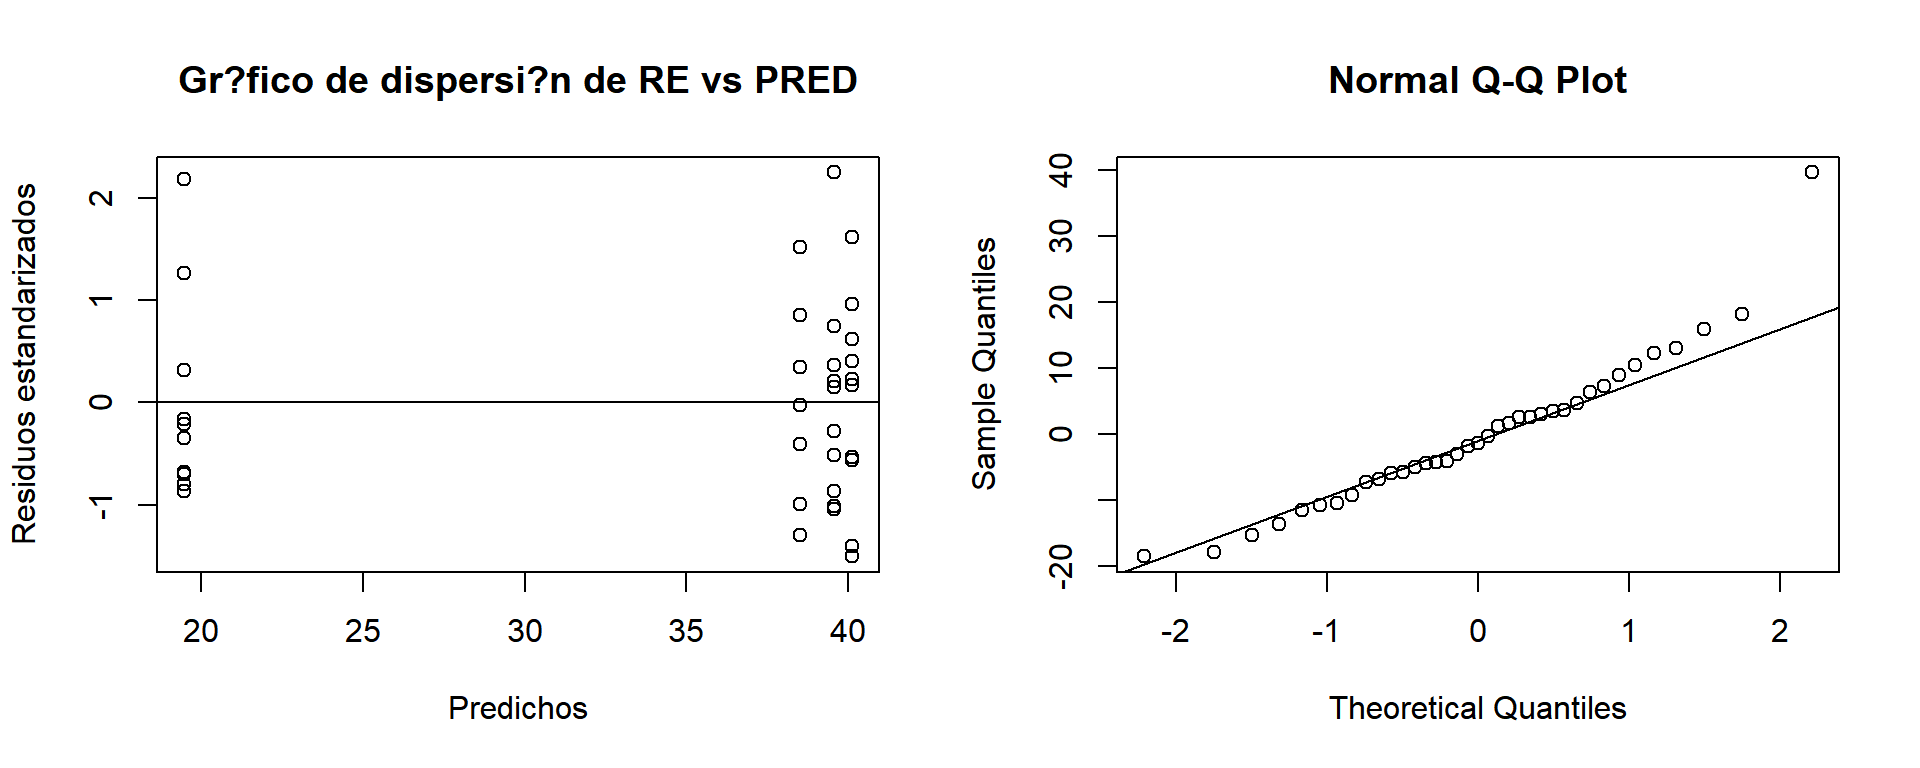 Gr?fico de dispersi?n de RE vs PRED
Residuos estandarizados
2
1
0
-1
20 25 30 35 40
Predichos
Normal Q-Q Plot
Sample Quantiles
40
30
20
10
0
-20
-2 -1 0 1 2
Theoretical Quantiles